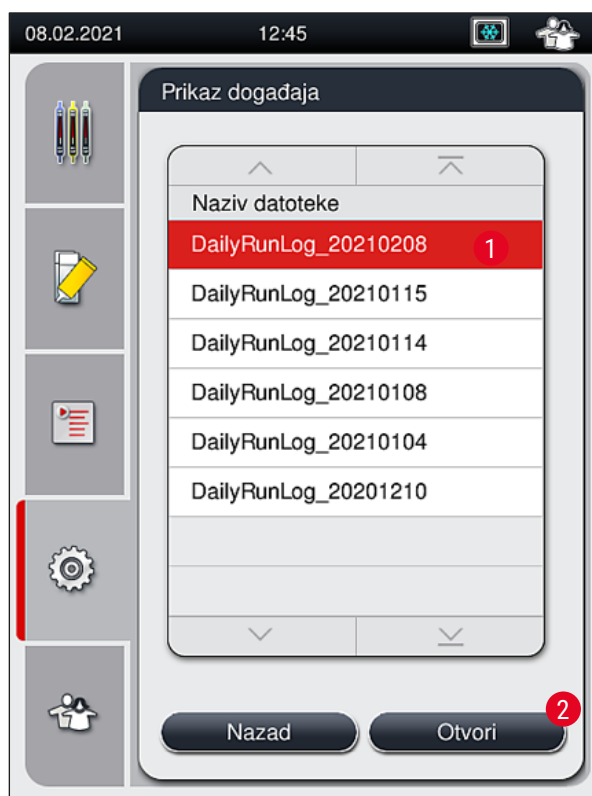 08.02.2021 12:45
Prikaz događaja
Naziv datoteke
DailyRunLog_20210208 1
DailyRunLog_20210115
DailyRunLog_20210114
DailyRunLog_20210108
DailyRunLog_20210104
DailyRunLog_20201210
2
Nazad Otvori